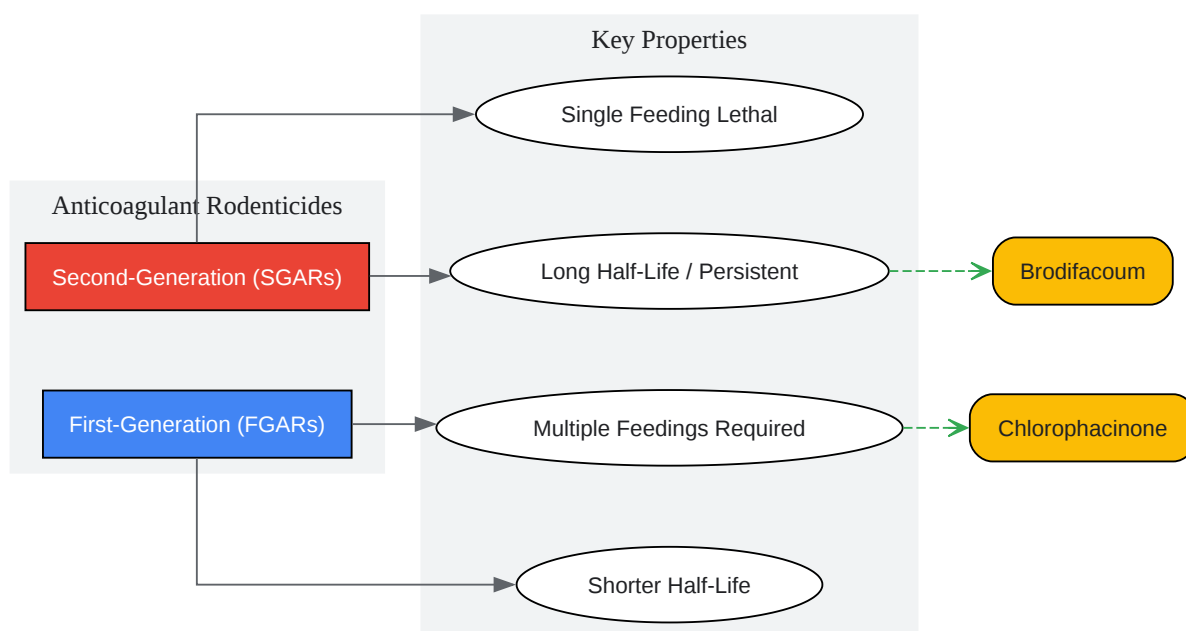 Key Properties
Single Feeding Lethal
Anticoagulant Rodenticides
Second-Generation (SGARs)
Long Half-Life / Persistent
Brodifacoum
First-Generation (FGARs)
Multiple Feedings Required
Chlorophacinone
Shorter Half-Life